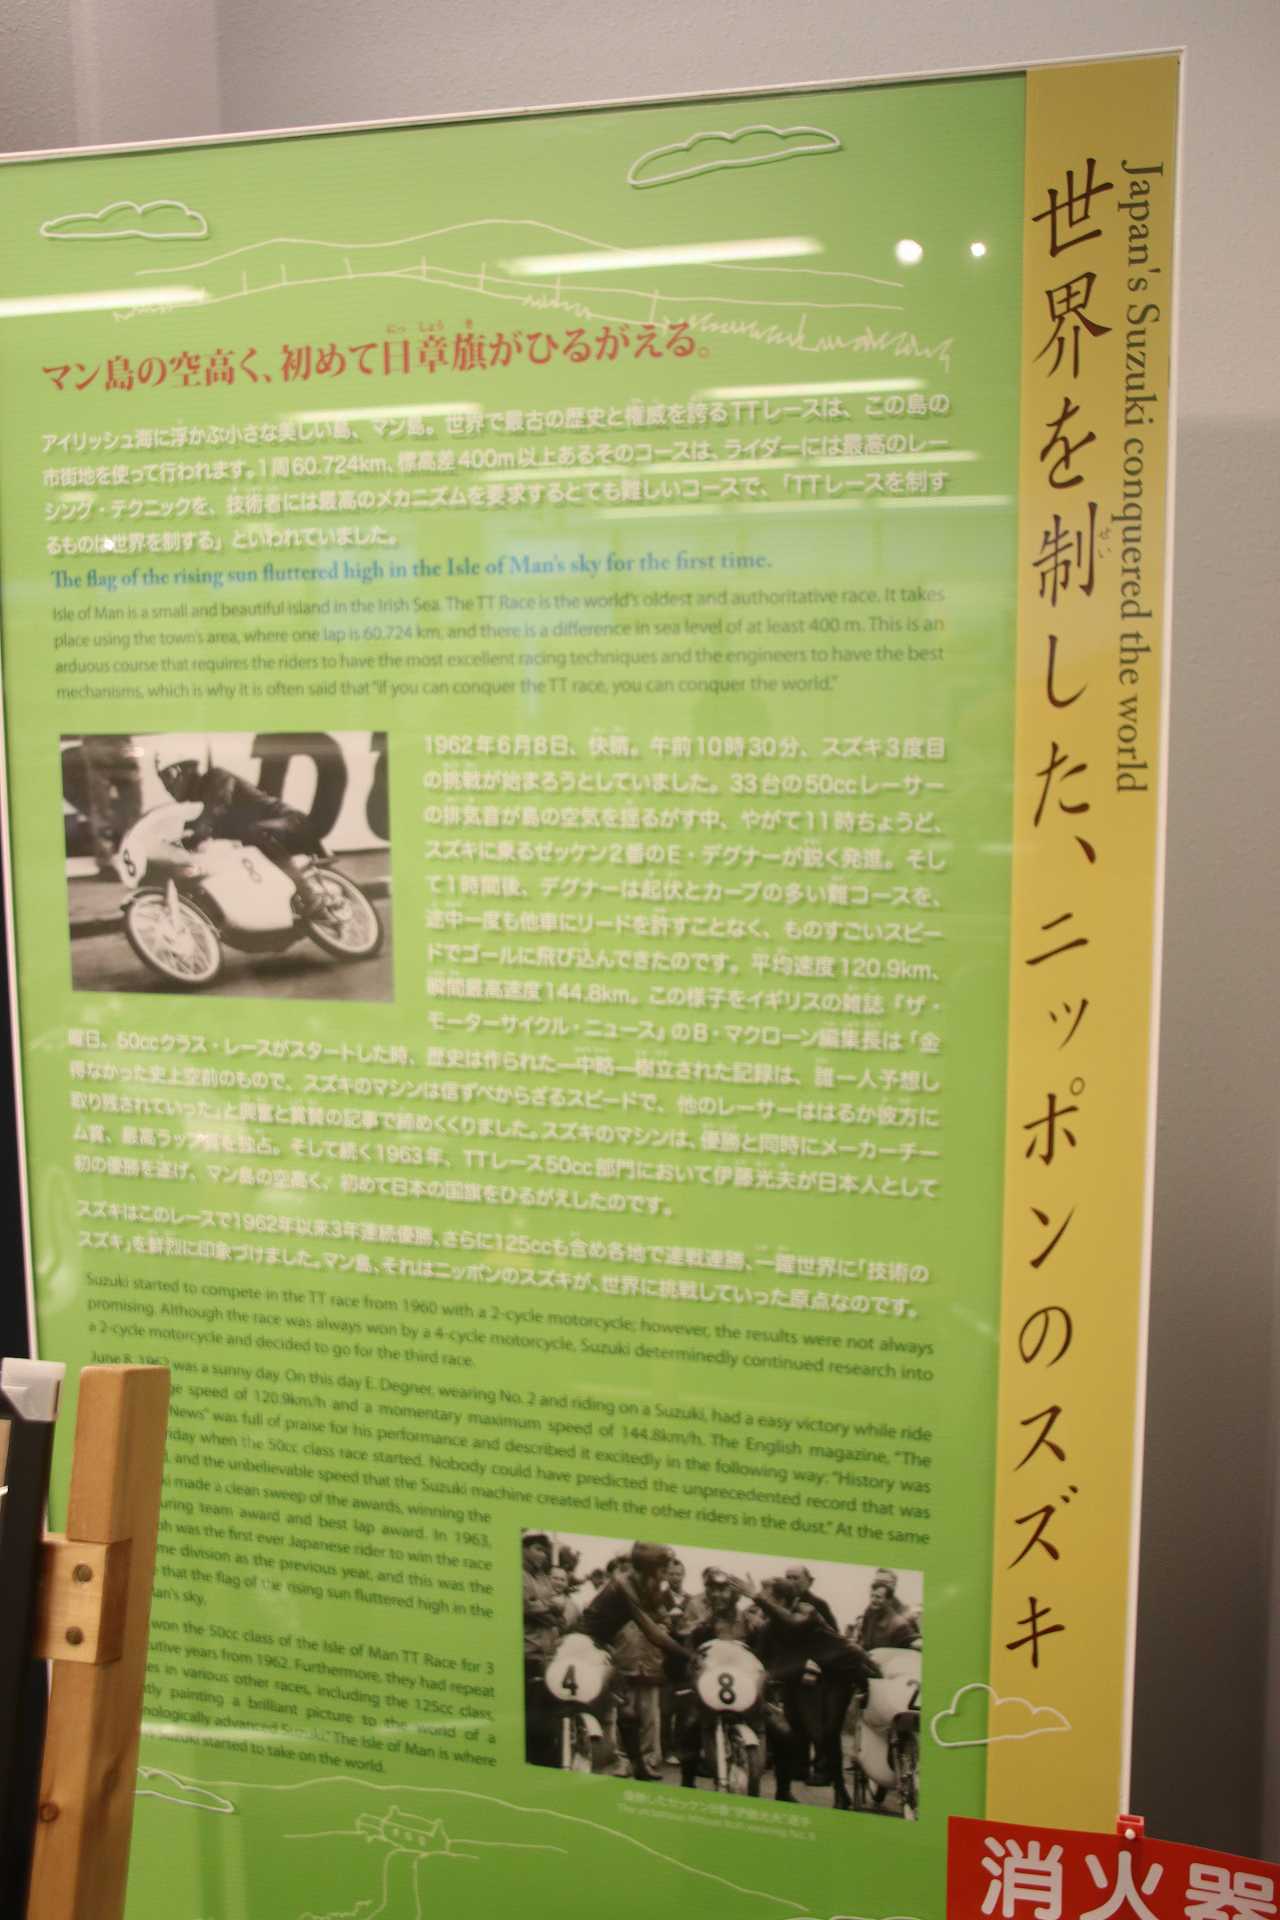 世界を制した、ニッポンのスズキ
せい
Japan's Suzuki conquered the world
にっしょうき
マン島の空高く、初めて日章旗がひるがえる。
アイリッシュ海に浮かぶ小さな美しい島、マン島。世界で最古の歴史と権威を誇るTTレースは、この島の
市街地を使って行われます。1周60.724km、標高差400m以上あるそのコースは、ライダーには最高のレー
シング・テクニックを、技術者には最高のメカニズムを要求するとても難しいコースで、「TTレースを制す
るものは世界を制する」といわれていました。
The flag of the rising sun fluttered high in the Isle of Man's sky for the first time.
Isle of Man is a small and beautiful island in the Irish Sea. The TT Race is the world's oldest and authoritative race. It takes
place using the town's area, where one lap is 60.724 km, and there is a difference in sea level of at least 400 m. This is an
arduous course that requires the riders to have the most excellent racing techniques and the engineers to have the best
mechanisms, which is why it is often said that "if you can conquer the TT race, you can conquer the world."
8
8
1962年6月8日、快晴。午前10時30分、スズキ3度目
の挑戦が始まろうとしていました。33台の50ccレーサー
の排気音が島の空気を揺るがす中、やがて11時ちょうど、
スズキに乗るゼッケン2番のE・デグナーが鋭く発進。そし
て1時間後、デグナーは起伏とカーブの多い難コースを、
途中一度も他車にリードを許すことなく、ものすごいスピー
ドでゴールに飛び込んできたのです。平均速度120.9km、
瞬間最高速度144.8km。この様子をイギリスの雑誌『ザ・
モーターサイクル・ニュース』のB・マクローン編集長は「金
曜日、50ccクラス・レースがスタートした時、歴史は作られた―中略―樹立された記録は、誰一人予想し
得なかった史上空前のもので、スズキのマシンは信ずべからざるスピードで、他のレーサーははるか彼方に
取り残されていった」と興奮と賞賛の記事で締めくくりました。スズキのマシンは、優勝と同時にメーカーチー
ム賞、最高ラップ賞を独占。そして続く1963年、TTレース50cc部門において伊藤光夫が日本人として
初の優勝を遂げ、マン島の空高く、初めて日本の国旗をひるがえしたのです。
スズキはこのレースで1962年以来3年連続優勝、さらに125ccも含め各地で連戦連勝、一躍世界に「技術の
スズキ」を鮮烈に印象づけました。マン島、それはニッポンのスズキが、世界に挑戦していった原点なのです。
Suzuki started to compete in the TT race from 1960 with a 2-cycle motorcycle; however, the results were not always
promising. Although the race was always won by a 4-cycle motorcycle, Suzuki determinedly continued research into
a 2-cycle motorcycle and decided to go for the third race.
June 8, 1962 was a sunny day. On this day E. Degner, wearing No. 2 and riding on a Suzuki, had a easy victory while ride
speed of 120.9km/h and a momentary maximum speed of 144.8km/h. The English magazine, "The
News" was full of praise for his performance and described it excitedly in the following way: "History was
when the 50cc class race started. Nobody could have predicted the unprecedented record that was
and the unbelievable speed that the Suzuki machine created left the other riders in the dust." At the same
made a clean sweep of the awards, winning the
team award and best lap award. In 1963,
was the first ever Japanese rider to win the race
division as the previous year, and this was the
that the flag of the rising sun fluttered high in the
sky.
won the 50cc class of the Isle of Man TT Race for 3
years from 1962. Furthermore, they had repeat
in various other races, including the 125cc class,
painting a brilliant picture to the world of a
advanced Suzuki." The Isle of Man is where
Suzuki started to take on the world.
4
8
2
消火器